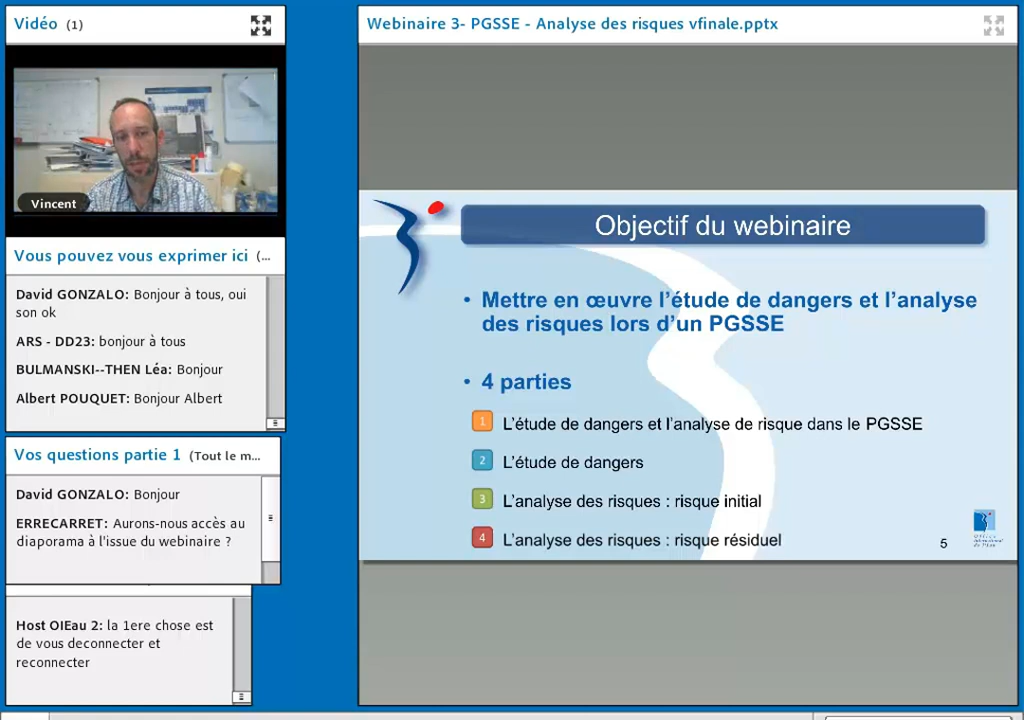 Vidéo (1)
Vincent
Vous pouvez vous exprimer ici (...
David GONZALO: Bonjour à tous, oui
son ok
ARS - DD23: bonjour à tous
BULMANSKI--THEN Léa: Bonjour
Albert POUQUET: Bonjour Albert
Vos questions partie 1 (Tout le m...
David GONZALO: Bonjour
ERRECARRET: Aurons-nous accès au
diaporama à l'issue du webinaire ?
Host OIEau 2: la 1ere chose est
de vous deconnecter et
reconnecter
Webinaire 3- PGSSE - Analyse des risques vfinale.pptx
Objectif du webinaire
• Mettre en œuvre l’étude de dangers et l’analyse
des risques lors d’un PGSSE
• 4 parties
1 L’étude de dangers et l’analyse de risque dans le PGSSE
2 L’étude de dangers
3 L’analyse des risques : risque initial
4 L’analyse des risques : risque résiduel
5